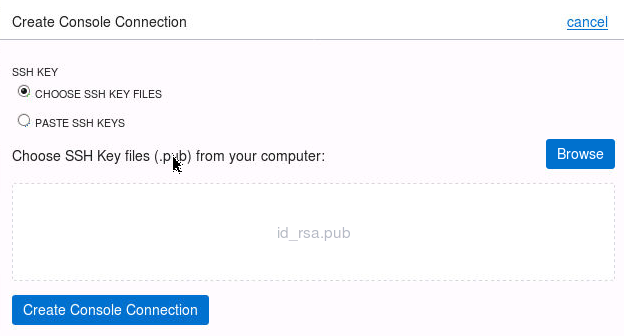 Create Console Connection cancel
SSH KEY
CHOOSE SSH KEY FILES
PASTE SSH KEYS
Choose SSH Key files (.pub) from your computer: Browse
id_rsa.pub
Create Console Connection